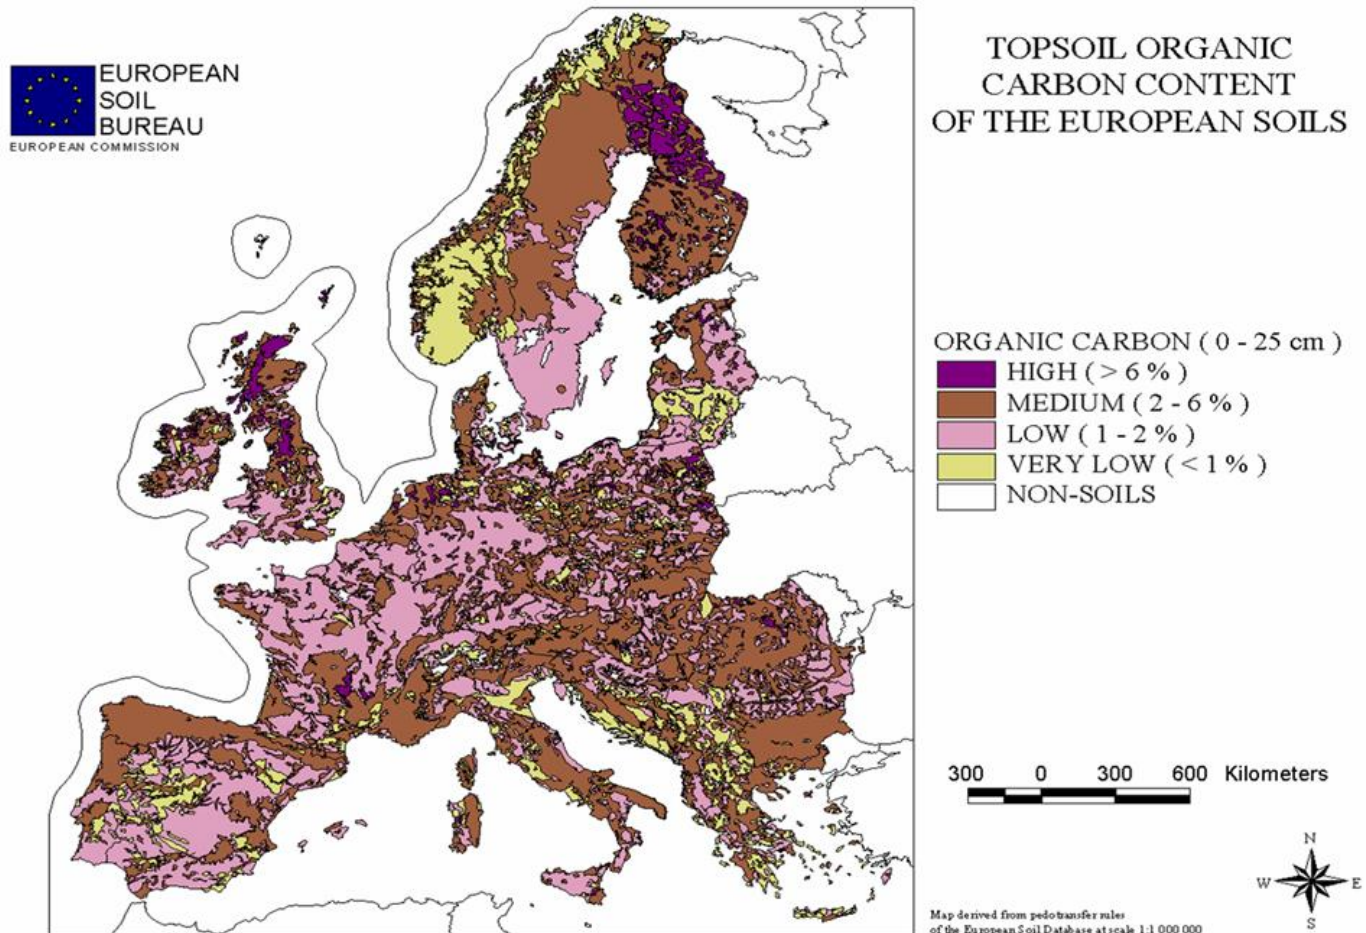 EUROPEAN
SOIL
BUREAU
EUROPEAN COMMISSION
TOPSOIL ORGANIC
CARBON CONTENT
OF THE EUROPEAN SOILS
ORGANIC CARBON ( 0 - 25 cm )
HIGH ( > 6 % )
MEDIUM ( 2 - 6 % )
LOW ( 1 - 2 % )
VERY LOW ( < 1 % )
NON-SOILS
300 0 300 600 Kilometers
N
W E
S
Map derived from pedotransfer rules
of the European Soil Database at scale 1:1 000 000